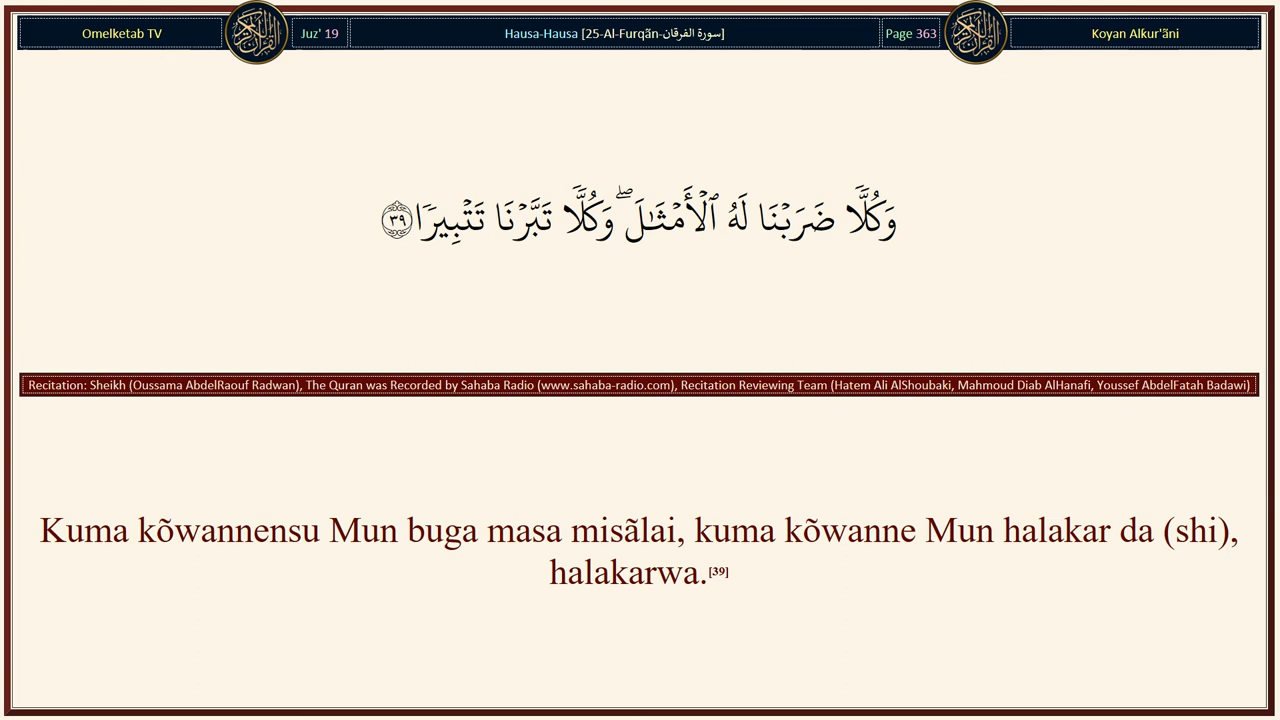 Omelketab TV
Juz' 19
Hausa-Hausa [25-Al-Furqãn-سورة الفرقان]
Page 363
Koyan Alƙur'ãni
وَكُلًّا ضَرَبۡنَا لَهُ ٱلۡأَمۡثَٰلَۖ وَكُلًّا تَبَّرۡنَا تَتۡبِيرًا ٣٩
Recitation: Sheikh (Oussama AbdelRaouf Radwan), The Quran was Recorded by Sahaba Radio (www.sahaba-radio.com), Recitation Reviewing Team (Hatem Ali AlShoubaki, Mahmoud Diab AlHanafi, Youssef AbdelFatah Badawi)
Kuma kõwannensu Mun buga masa misãlai, kuma kõwanne Mun halakar da (shi),
halakarwa.[39]